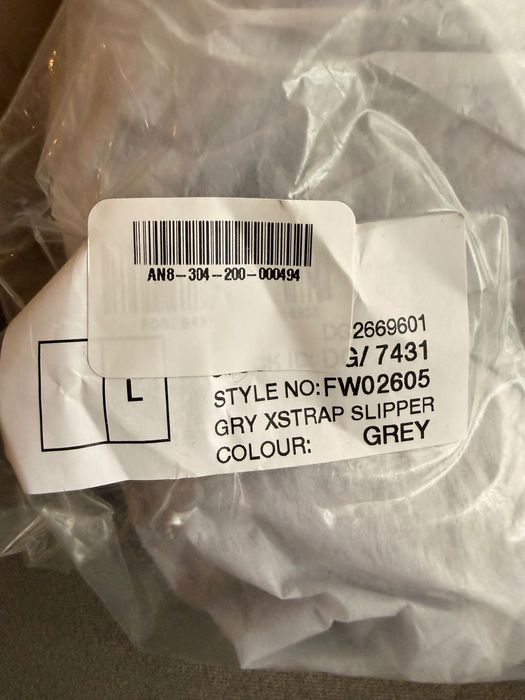 AN8-304-200-000494
2669601
/ 7431
L
STYLE NO: FW02605
GRY XSTRAP SLIPPER
COLOUR: GREY